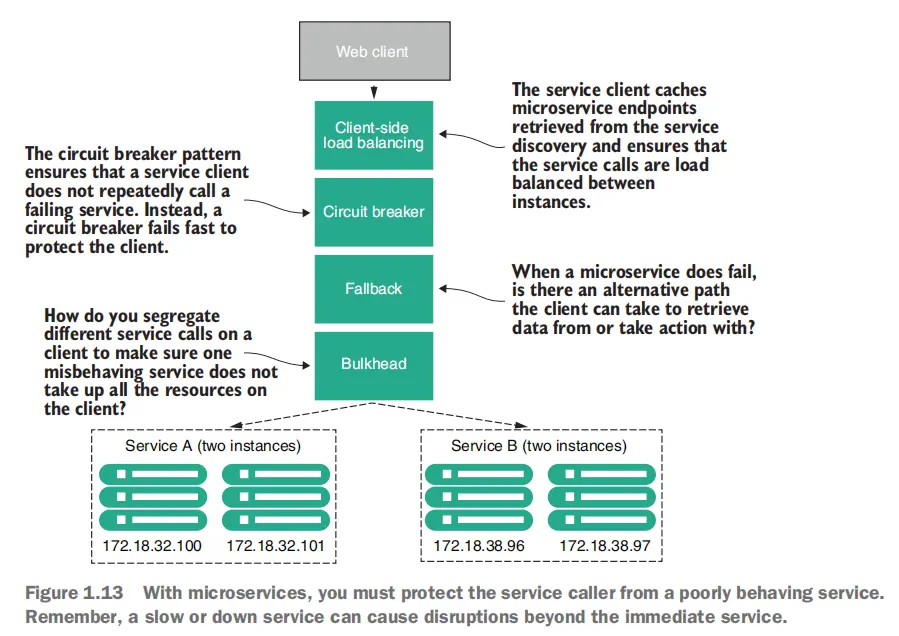 Web client
Client-side
load balancing
The service client caches
microservice endpoints
retrieved from the service
discovery and ensures that
the service calls are load
balanced between
instances.
The circuit breaker pattern
ensures that a service client
does not repeatedly call a
failing service. Instead, a
circuit breaker fails fast to
protect the client.
Circuit breaker
Fallback
When a microservice does fail,
is there an alternative path
the client can take to retrieve
data from or take action with?
How do you segregate
different service calls on a
client to make sure one
misbehaving service does not
take up all the resources on
the client?
Bulkhead
Service A (two instances)
172.18.32.100
172.18.32.101
Service B (two instances)
172.18.38.96
172.18.38.97
Figure 1.13 With microservices, you must protect the service caller from a poorly behaving service.
Remember, a slow or down service can cause disruptions beyond the immediate service.